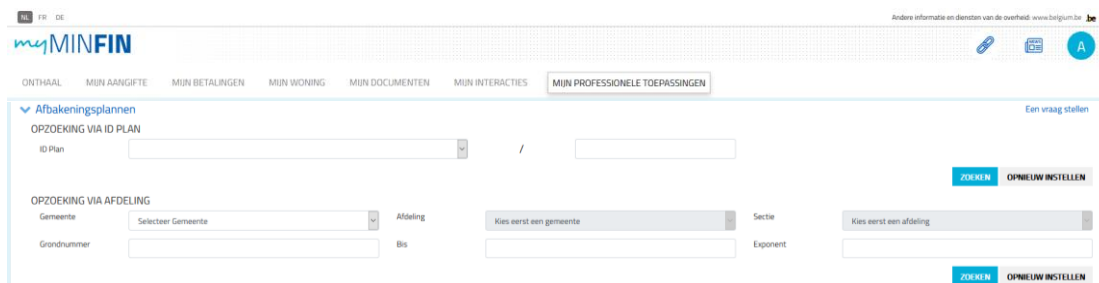 NL FR DE
Andere informatie en diensten van de overheid: www.belgium.be .be
myMINFIN
NEWS
A
ONTHAAL MIJN AANGIFTE MIJN BETALINGEN MIJN WONING MIJN DOCUMENTEN MIJN INTERACTIES MIJN PROFESSIONELE TOEPASSINGEN
Afbakeningsplannen
Een vraag stellen
OPZOEKING VIA ID PLAN
ID Plan /
ZOEKEN OPNIEUW INSTELLEN
OPZOEKING VIA AFDELING
Gemeente Selecteer Gemeente Afdeling Kies eerst een gemeente Sectie Kies eerst een afdeling
Grondnummer Bis Exponent
ZOEKEN OPNIEUW INSTELLEN